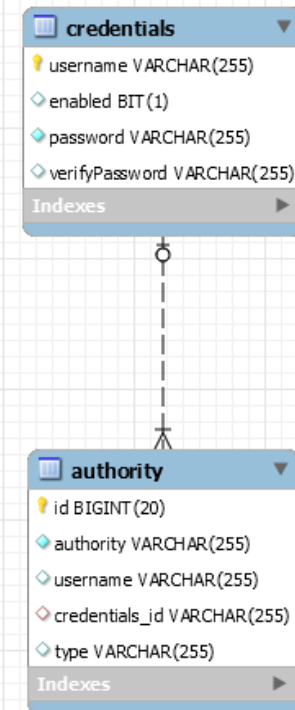 credentials
username VARCHAR(255)
enabled BIT(1)
password VARCHAR(255)
verifyPassword VARCHAR(255)
Indexes
authority
id BIGINT(20)
authority VARCHAR(255)
username VARCHAR(255)
credentials_id VARCHAR(255)
type VARCHAR(255)
Indexes